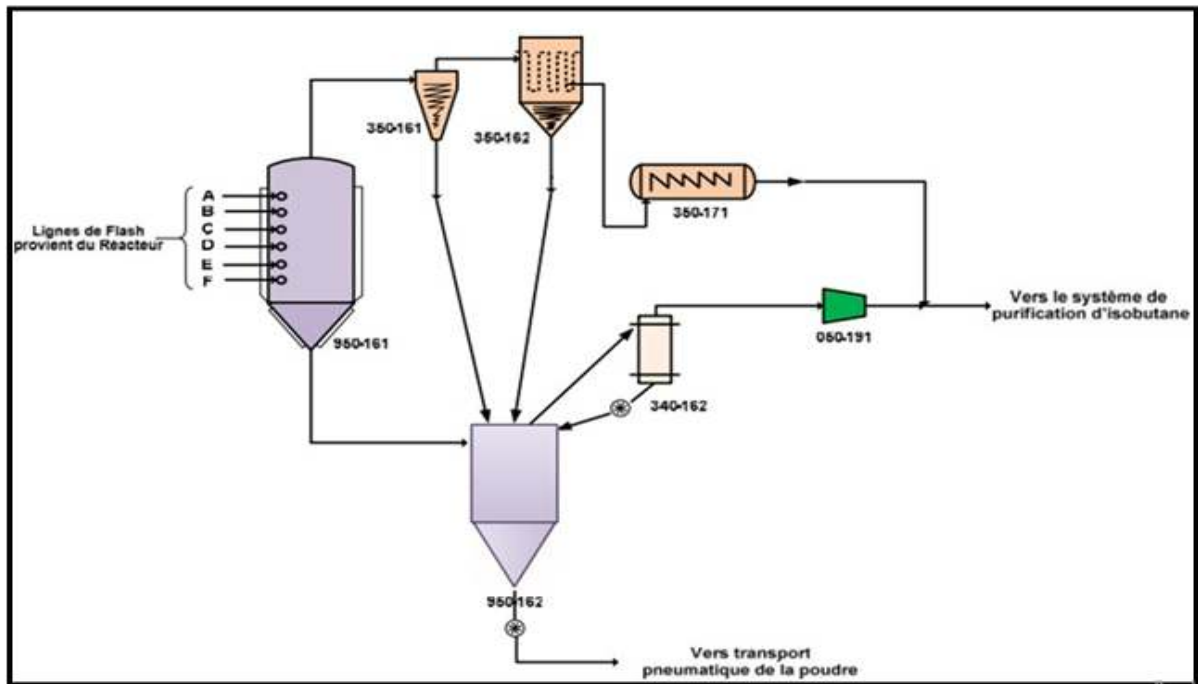 350-161
350-162
A
B
C
D
E
F
Lignes de Flash
provient du Réacteur
350-171
Vers le système de
purification d'isobutane
950-161
050-191
340-162
950-162
Vers transport
pneumatique de la poudre